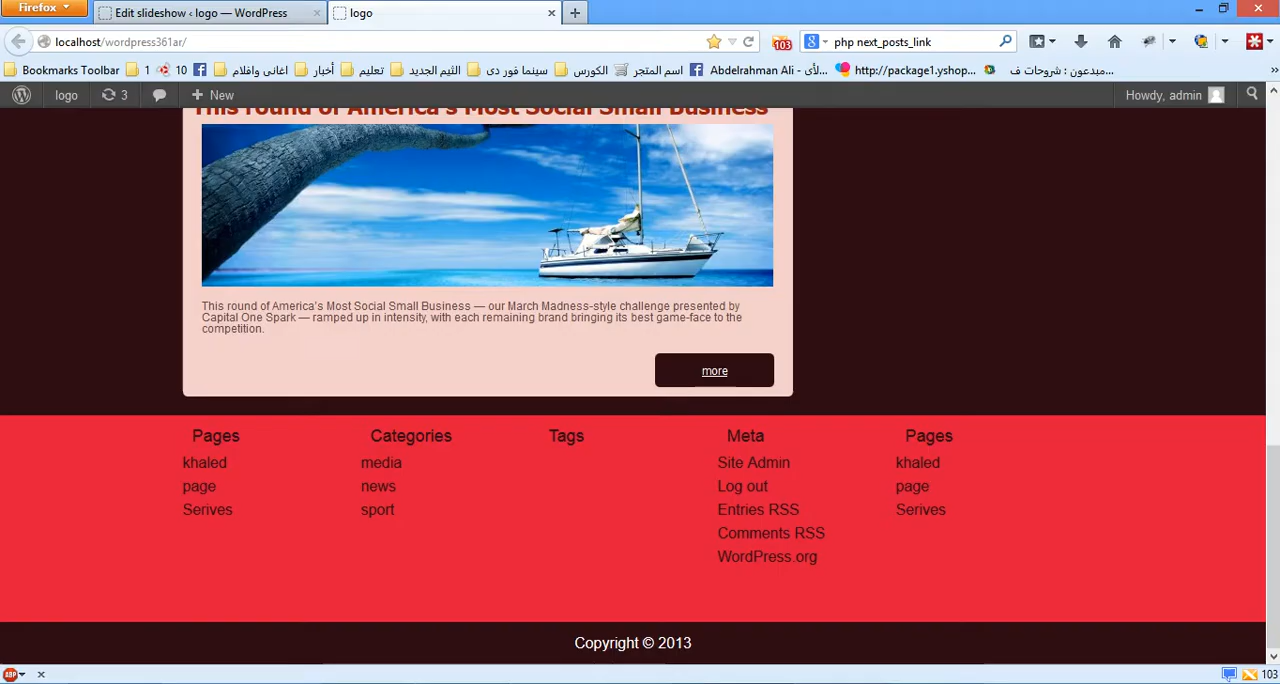 Firefox
Edit slideshow ‹ logo — WordPress
logo
localhost/wordpress361ar/
103
php next_posts_link
Bookmarks Toolbar
1
10
اغانى وافلام
أخبار
تعليم
الثيم الجديد
سينما فور دى
الكورس
اسم المتجر
Abdelrahman Ali - لأى...
http://package1.yshop...
مبدعون : شروحات ف...
»
logo
3
New
Howdy, admin
This round of America's Most Social Small Business
This round of America's Most Social Small Business — our March Madness-style challenge presented by
Capital One Spark — ramped up in intensity, with each remaining brand bringing its best game-face to the
competition.
more
Pages
khaled
page
Serives
Categories
media
news
sport
Tags
Meta
Site Admin
Log out
Entries RSS
Comments RSS
WordPress.org
Pages
khaled
page
Serives
Copyright © 2013
ABP
103